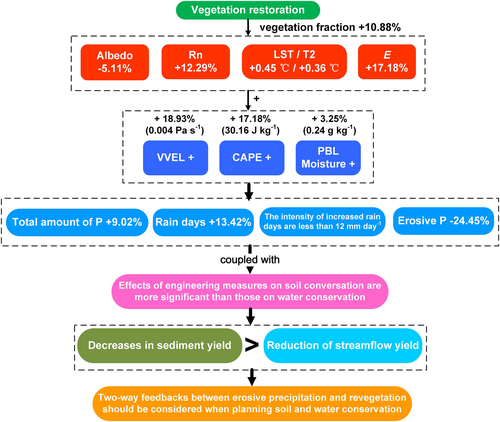 Vegetation restoration
vegetation fraction +10.88%
Albedo
-5.11%
Rn
+12.29%
LST / T2
+0.45 ℃ / +0.36 ℃
E
+17.18%
+
+ 18.93%
(0.004 Pa s-1)
+ 17.18%
(30.16 J kg-1)
+ 3.25%
(0.24 g kg-1)
VVEL +
CAPE +
PBL
Moisture +
Total amount of P +9.02%
Rain days +13.42%
The intensity of increased rain
days are less than 12 mm day-1
Erosive P -24.45%
coupled with
Effects of engineering measures on soil conversation are
more significant than those on water conservation
Decreases in sediment yield
>
Reduction of streamflow yield
Two-way feedbacks between erosive precipitation and revegetation
should be considered when planning soil and water conservation